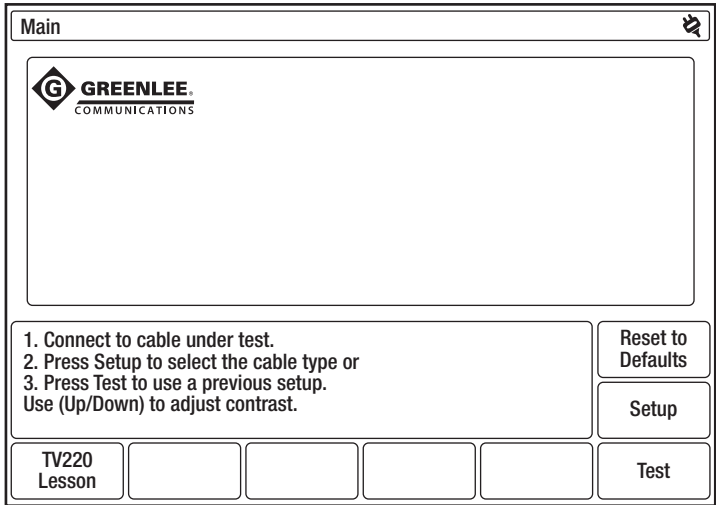 Main
G GREENLEE.
COMMUNICATIONS
1. Connect to cable under test.
2. Press Setup to select the cable type or
3. Press Test to use a previous setup.
Use (Up/Down) to adjust contrast.
Reset to
Defaults
Setup
TV220
Lesson
Test